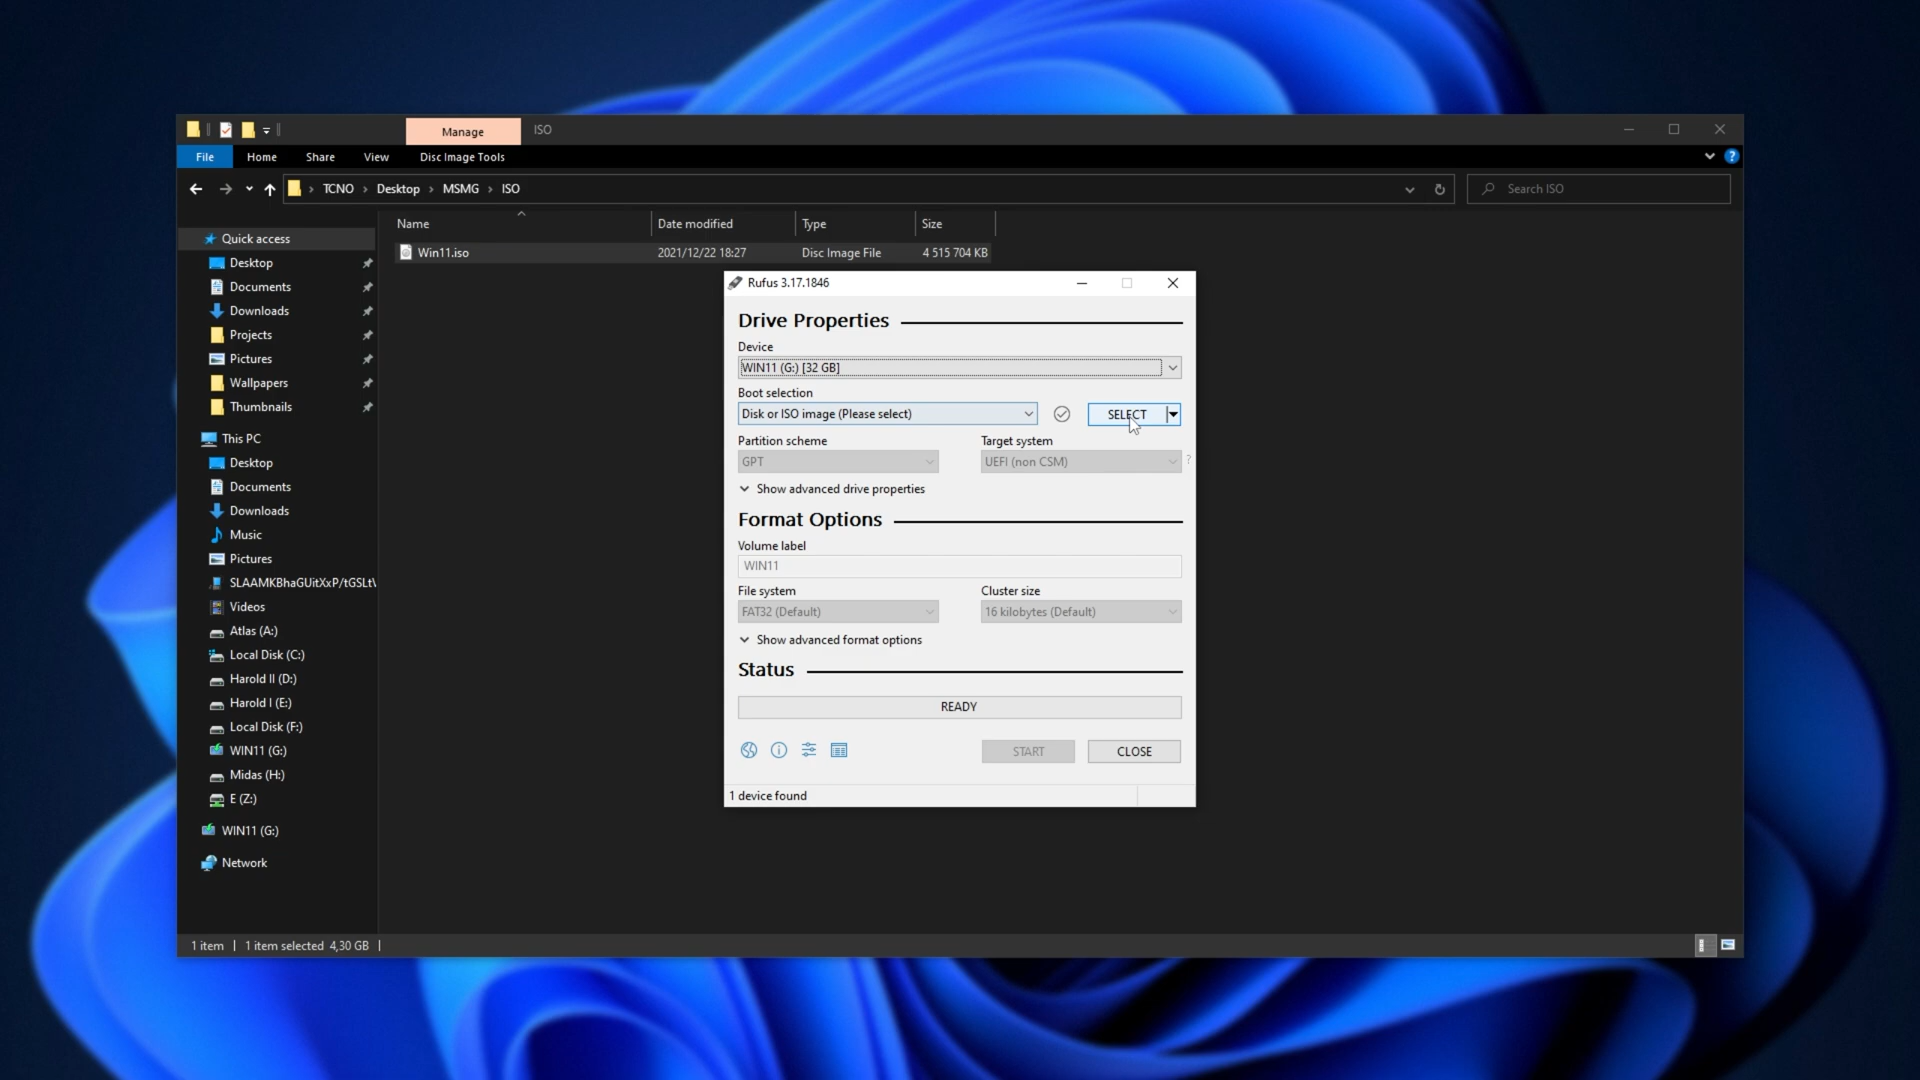 Manage
ISO
File
Home
Share
View
Disc Image Tools
?
TCNO
Desktop
MSMG
ISO
Search ISO
Name
Date modified
Type
Size
Win11.iso
2021/12/22 18:27
Disc Image File
4 515 704 KB
Quick access
Desktop
Documents
Downloads
Projects
Pictures
Wallpapers
Thumbnails
This PC
Desktop
Documents
Downloads
Music
Pictures
SLAAMKBhaGUitXxP/tGSLt\
Videos
Atlas (A:)
Local Disk (C:)
Harold II (D:)
Harold I (E:)
Local Disk (F:)
WIN11 (G:)
Midas (H:)
E (Z:)
WIN11 (G:)
Network
1 item
1 item selected 4,30 GB
Rufus 3.17.1846
Drive Properties
Device
WIN11 (G:) [32 GB]
Boot selection
Disk or ISO image (Please select)
SELECT
Partition scheme
Target system
GPT
UEFI (non CSM)
?
Show advanced drive properties
Format Options
Volume label
WIN11
File system
Cluster size
FAT32 (Default)
16 kilobytes (Default)
Show advanced format options
Status
READY
START
CLOSE
1 device found